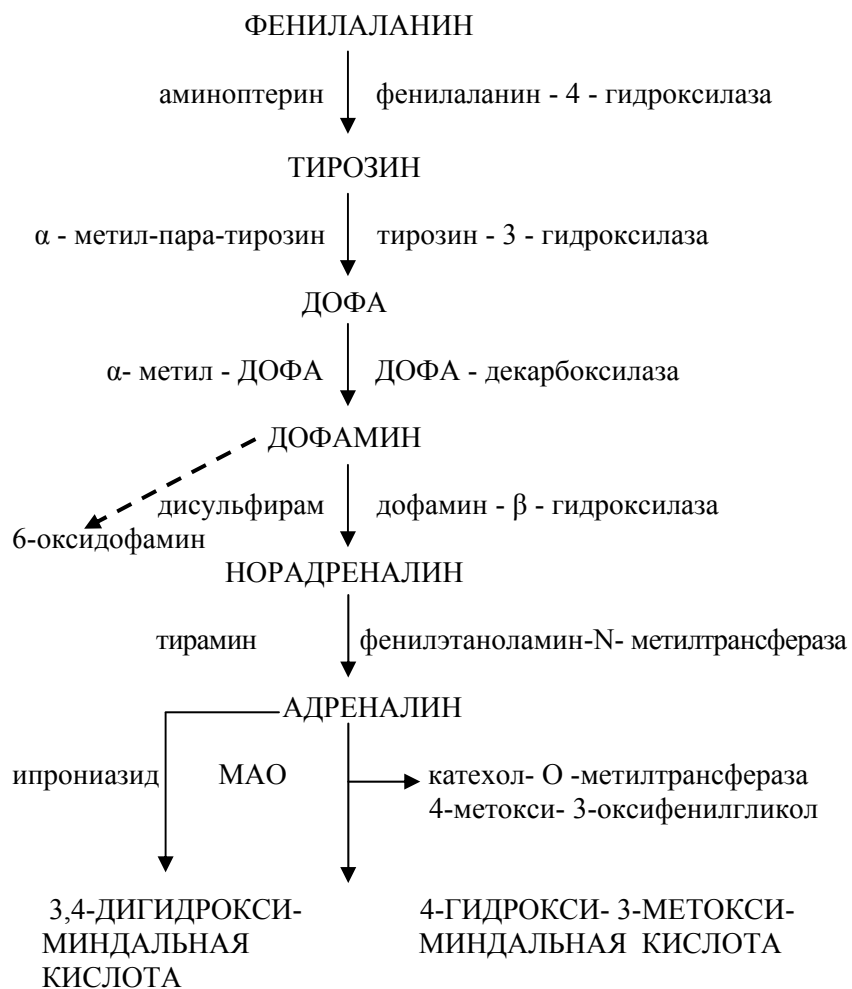 ФЕНИЛАЛАНИН
аминоптерин фенилаланин - 4 - гидроксилаза
ТИРОЗИН
α - метил-пара-тирозин тирозин - 3 - гидроксилаза
ДОФА
α- метил - ДОФА ДОФА - декарбоксилаза
ДОФАМИН
дисульфирам дофамин - β - гидроксилаза
6-оксидофамин
НОРАДРЕНАЛИН
тирамин фенилэтаноламин-N- метилтрансфераза
АДРЕНАЛИН
ипрониазид МАО катехол- О -метилтрансфераза
4-метокси- 3-оксифенилгликол
3,4-ДИГИДРОКСИ-
МИНДАЛЬНАЯ
КИСЛОТА
4-ГИДРОКСИ- 3-МЕТОКСИ-
МИНДАЛЬНАЯ КИСЛОТА